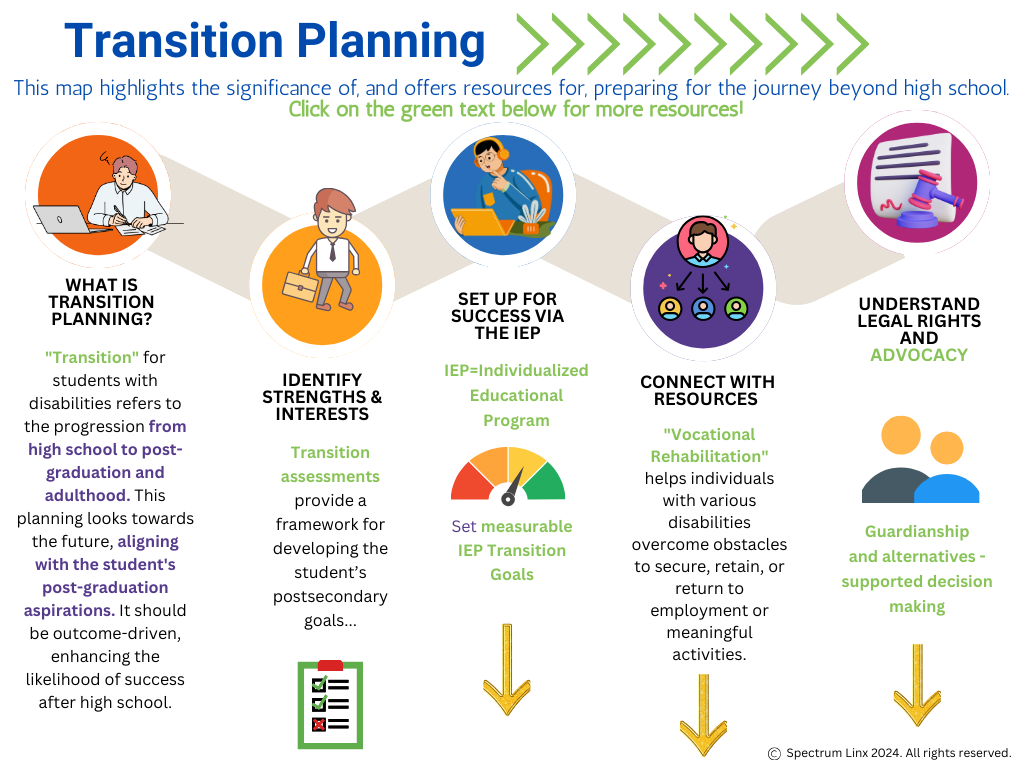 Transition Planning
This map highlights the significance of, and offers resources for, preparing for the journey beyond high school.
Click on the green text below for more resources!
WHAT IS
TRANSITION
PLANNING?
"Transition" for
students with
disabilities refers to
the progression from
high school to post-
graduation and
adulthood. This
planning looks towards
the future, aligning
with the student's
post-graduation
aspirations. It should
be outcome-driven,
enhancing the
likelihood of success
after high school.
IDENTIFY
STRENGTHS &
INTERESTS
Transition
assessments
provide a
framework for
developing the
student’s
postsecondary
goals...
SET UP FOR
SUCCESS VIA
THE IEP
IEP=Individualized
Educational
Program
Set measurable
IEP Transition
Goals
CONNECT WITH
RESOURCES
"Vocational
Rehabilitation"
helps individuals
with various
disabilities
overcome obstacles
to secure, retain, or
return to
employment or
meaningful
activities.
UNDERSTAND
LEGAL RIGHTS
AND
ADVOCACY
Guardianship
and alternatives -
supported decision
making
© Spectrum Linx 2024. All rights reserved.